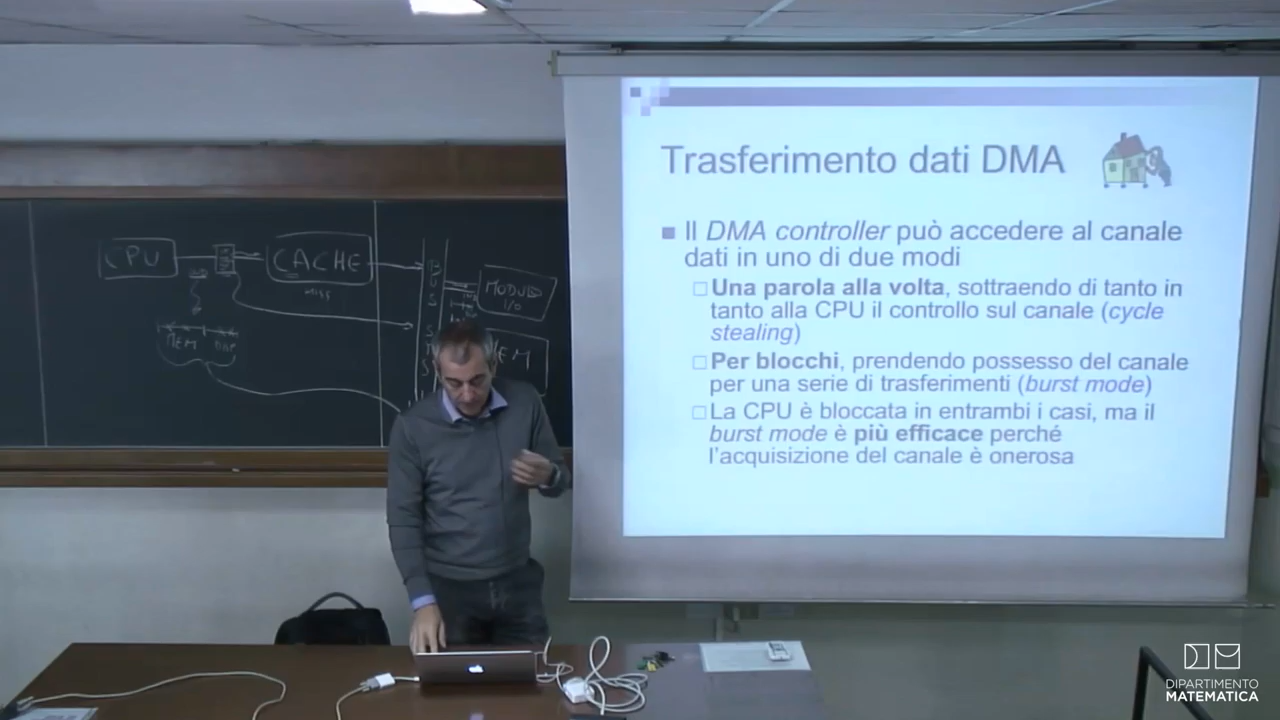 Trasferimento dati DMA
Il DMA controller può accedere al canale
dati in uno di due modi
Una parola alla volta, sottraendo di tanto in
tanto alla CPU il controllo sul canale (cycle
stealing)
Per blocchi, prendendo possesso del canale
per una serie di trasferimenti (burst mode)
La CPU è bloccata in entrambi i casi, ma il
burst mode è più efficace perché
l'acquisizione del canale è onerosa
CPU
CACHE
MISS
BUS
MODULO
I/O
MEM
DIPARTIMENTO
MATEMATICA